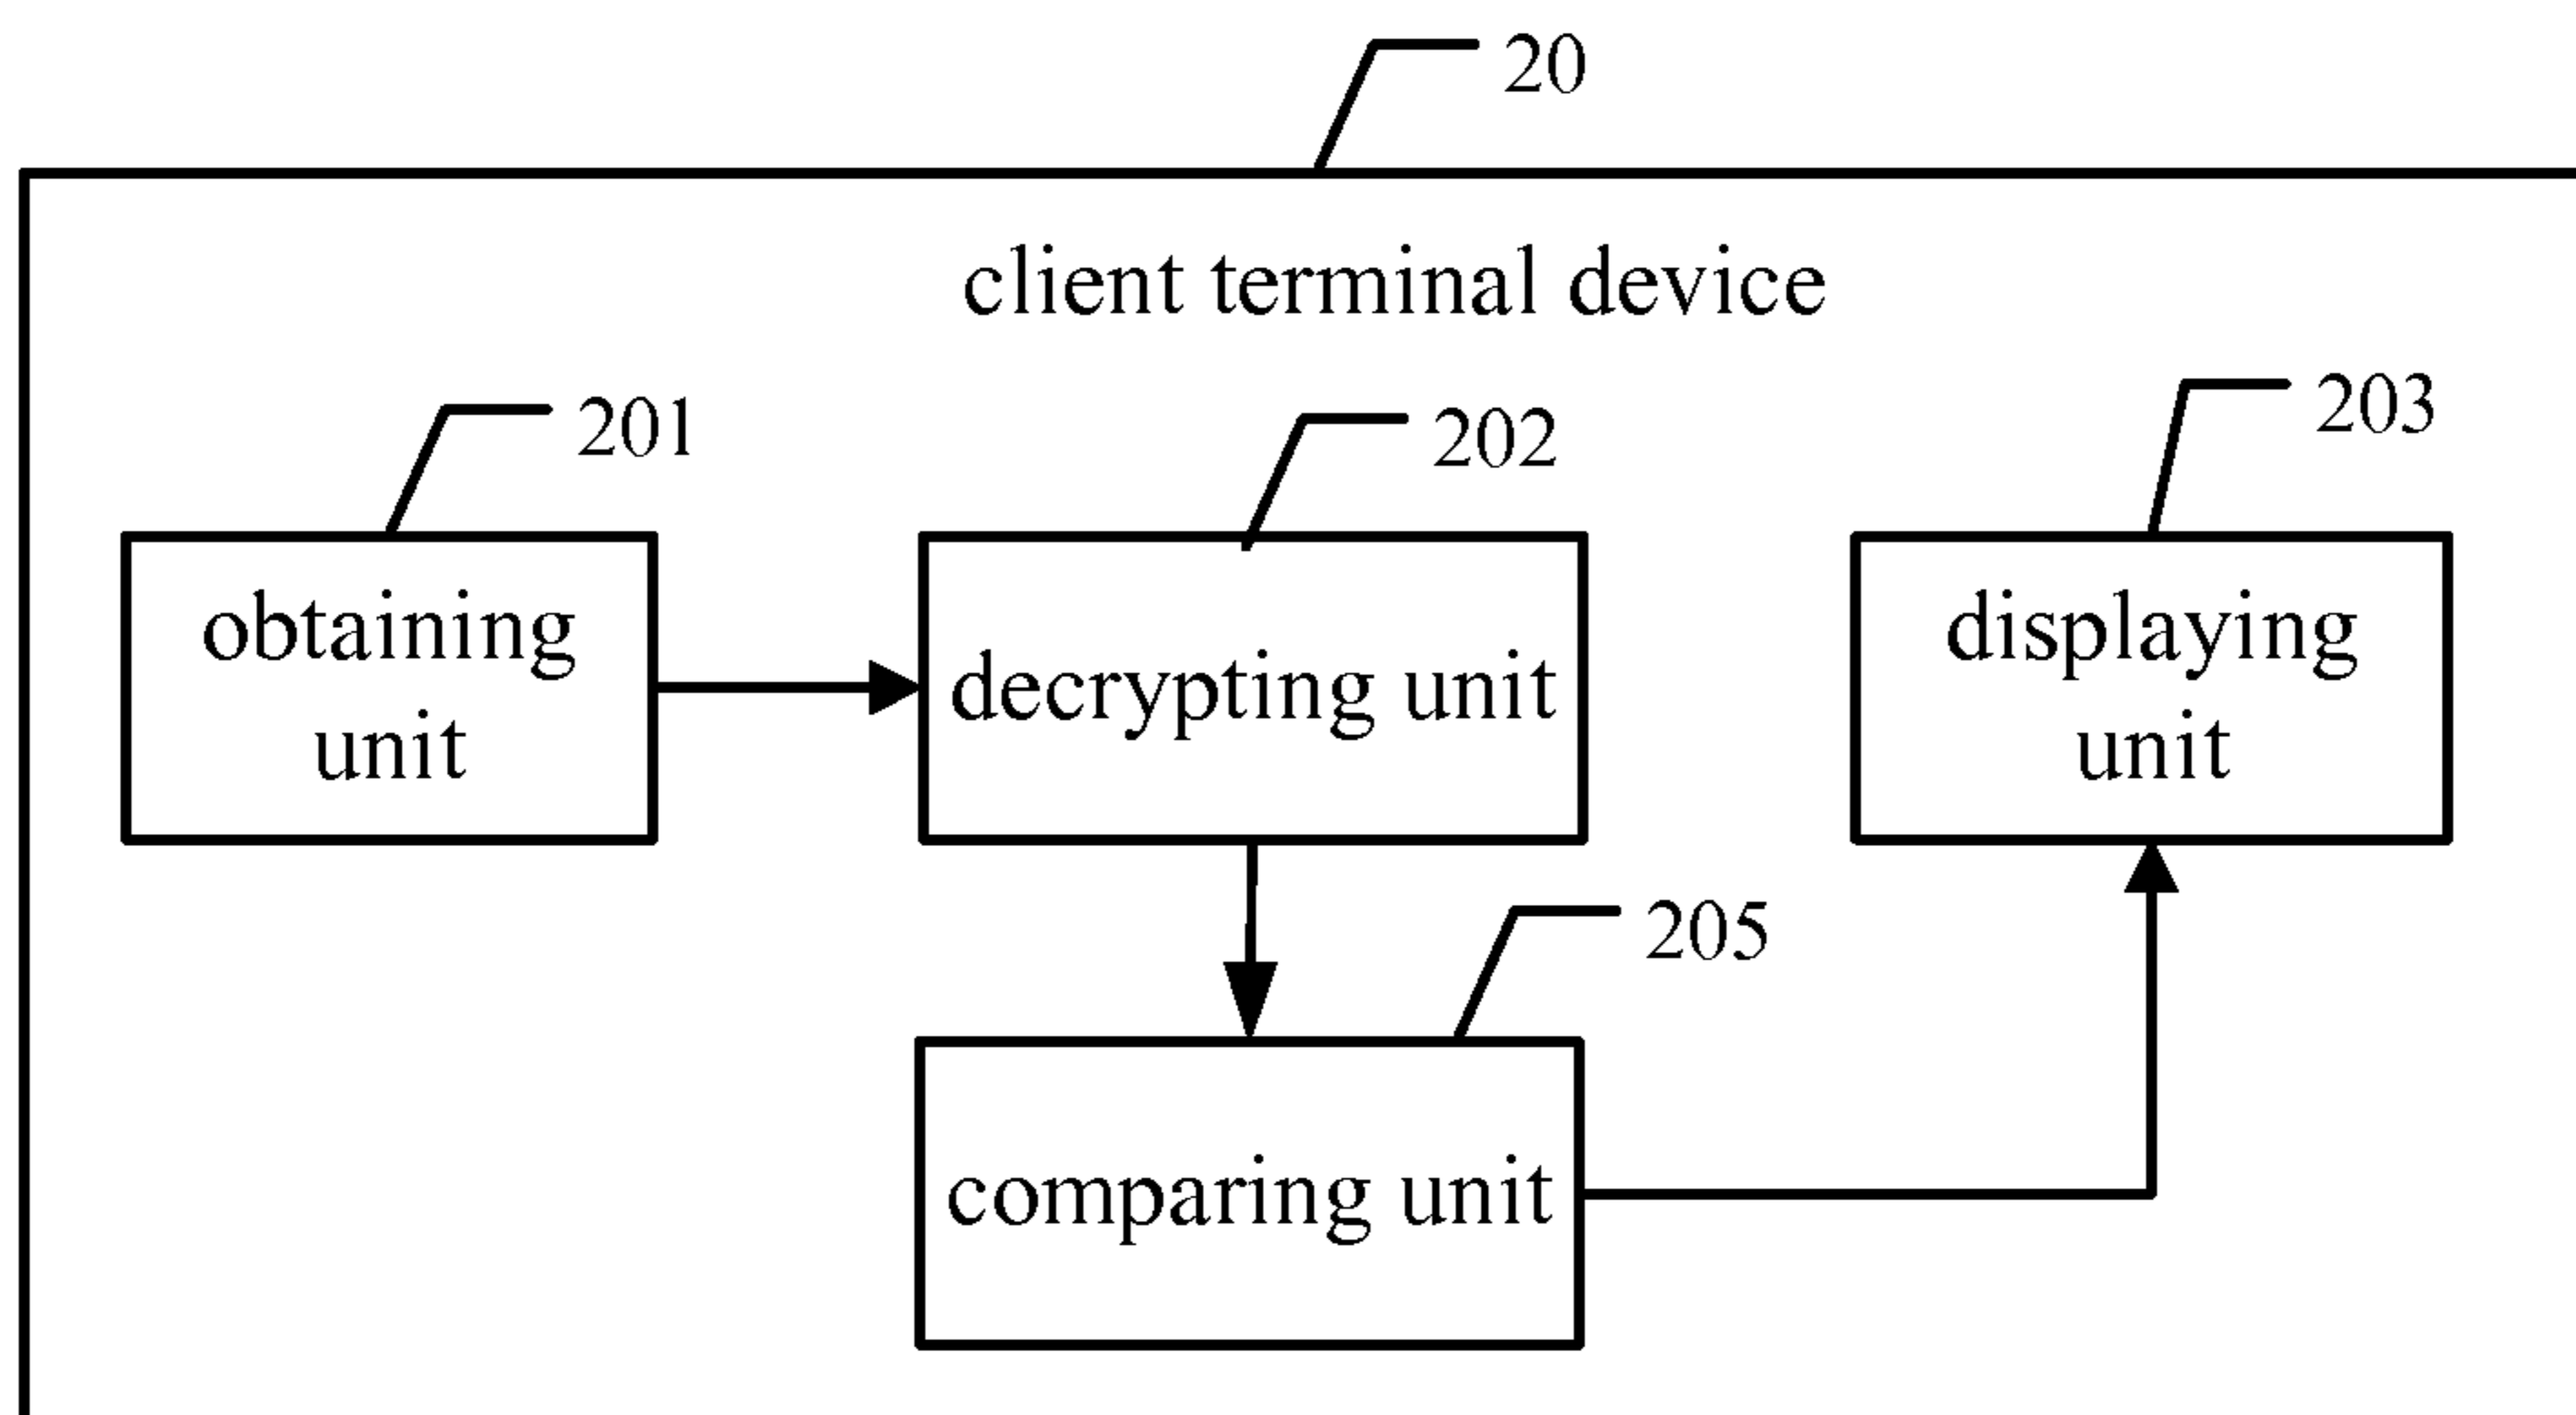 20
client terminal device
201
202
203
obtaining
unit
decrypting unit
displaying
unit
205
comparing unit